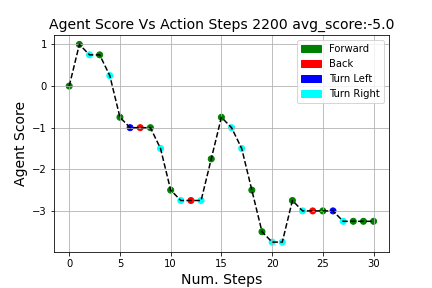 Agent Score Vs Action Steps 2200 avg_score:-5.0
Forward
Back
Turn Left
Turn Right
Agent Score
1
0
−1
−2
−3
0 5 10 15 20 25 30
Num. Steps